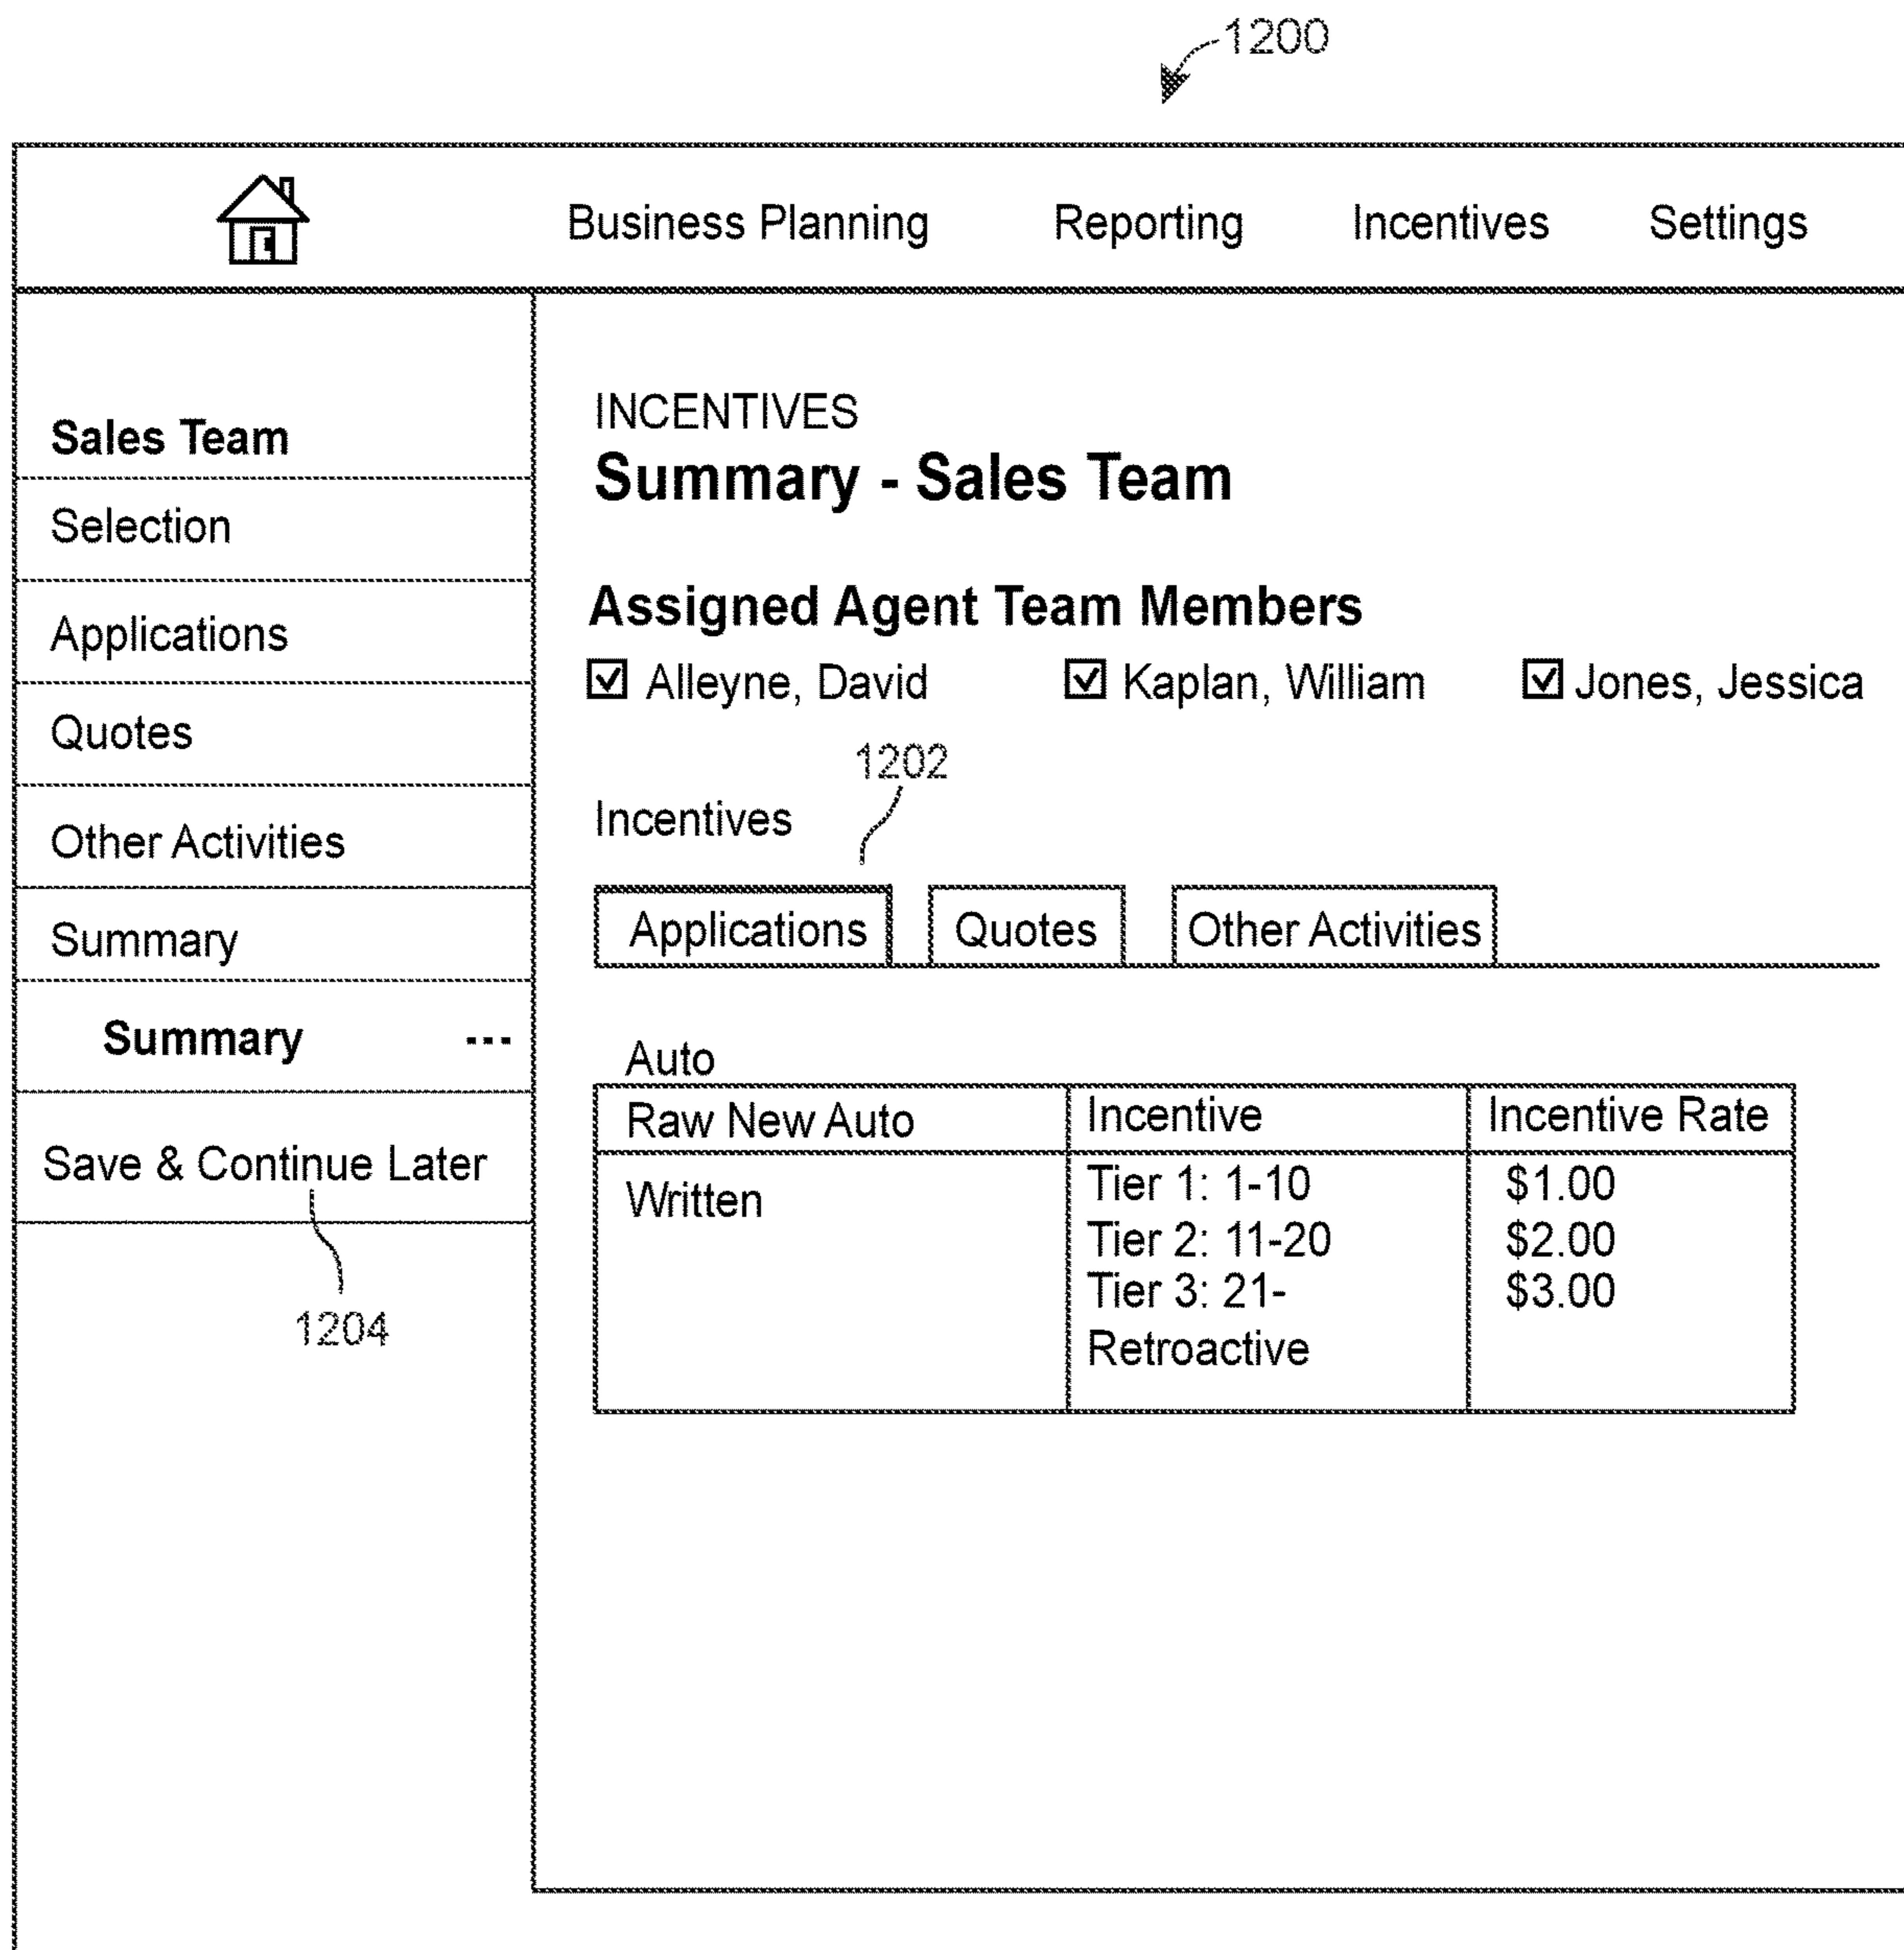 1200
Business Planning Reporting Incentives Settings
Sales Team
Selection
Applications
Quotes
Other Activities
Summary
Summary ---
Save & Continue Later
1204
INCENTIVES
Summary - Sales Team
Assigned Agent Team Members
Alleyne, David Kaplan, William Jones, Jessica
1202
Incentives
Applications Quotes Other Activities
Auto
Raw New Auto Incentive Incentive Rate
Written Tier 1: 1-10 $1.00
Tier 2: 11-20 $2.00
Tier 3: 21- $3.00
Retroactive